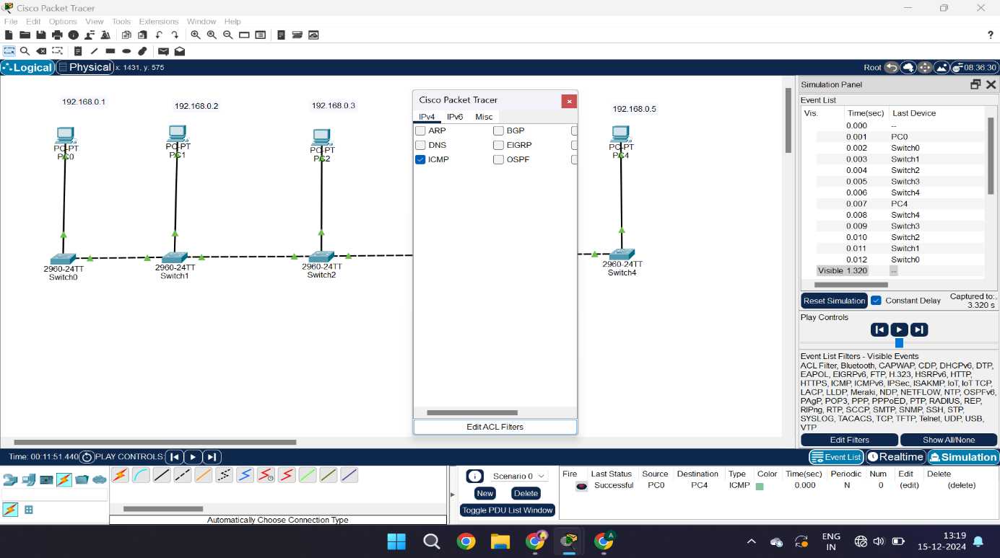 Cisco Packet Tracer
File Edit Options View Tools Extensions Window Help
?
Logical Physical x: 1431, y: 575
Root 08:36:30
192.168.0.1
192.168.0.2
192.168.0.3
192.168.0.5
PC-PT
PC0
PC-PT
PC1
PC-PT
PC2
PC-PT
PC4
2960-24TT
Switch0
2960-24TT
Switch1
2960-24TT
Switch2
2960-24TT
Switch4
Cisco Packet Tracer
IPv4 IPv6 Misc
ARP BGP
DNS EIGRP
ICMP OSPF
Edit ACL Filters
Simulation Panel
Event List
Vis. Time(sec) Last Device
0.000 --
0.001 PC0
0.002 Switch0
0.003 Switch1
0.004 Switch2
0.005 Switch3
0.006 Switch4
0.007 PC4
0.008 Switch4
0.009 Switch3
0.010 Switch2
0.011 Switch1
0.012 Switch0
Visible 1.320 --
Reset Simulation Constant Delay Captured to:
3.320 s
Play Controls
Event List Filters - Visible Events
ACL Filter, Bluetooth, CAPWAP, CDP, DHCPv6, DTP,
EAPOL, EIGRPv6, FTP, H.323, HSRPv6, HTTP,
HTTPS, ICMP, ICMPv6, IPSec, ISAKMP, IoT, IoT TCP,
LACP, LLDP, Meraki, NDP, NETFLOW, NTP, OSPFv6,
PAgP, POP3, PPP, PPPoED, PTP, RADIUS, REP,
RIPng, RTP, SCCP, SMTP, SNMP, SSH, STP,
SYSLOG, TACACS, TCP, TFTP, Telnet, UDP, USB,
VTP
Edit Filters Show All/None
Time: 00:11:51.440 PLAY CONTROLS:
Event List Realtime Simulation
Automatically Choose Connection Type
Scenario 0
New Delete
Toggle PDU List Window
Fire Last Status Source Destination Type Color Time(sec) Periodic Num Edit Delete
Successful PC0 PC4 ICMP 0.000 N 0 (edit) (delete)
ENG
IN
13:19
15-12-2024